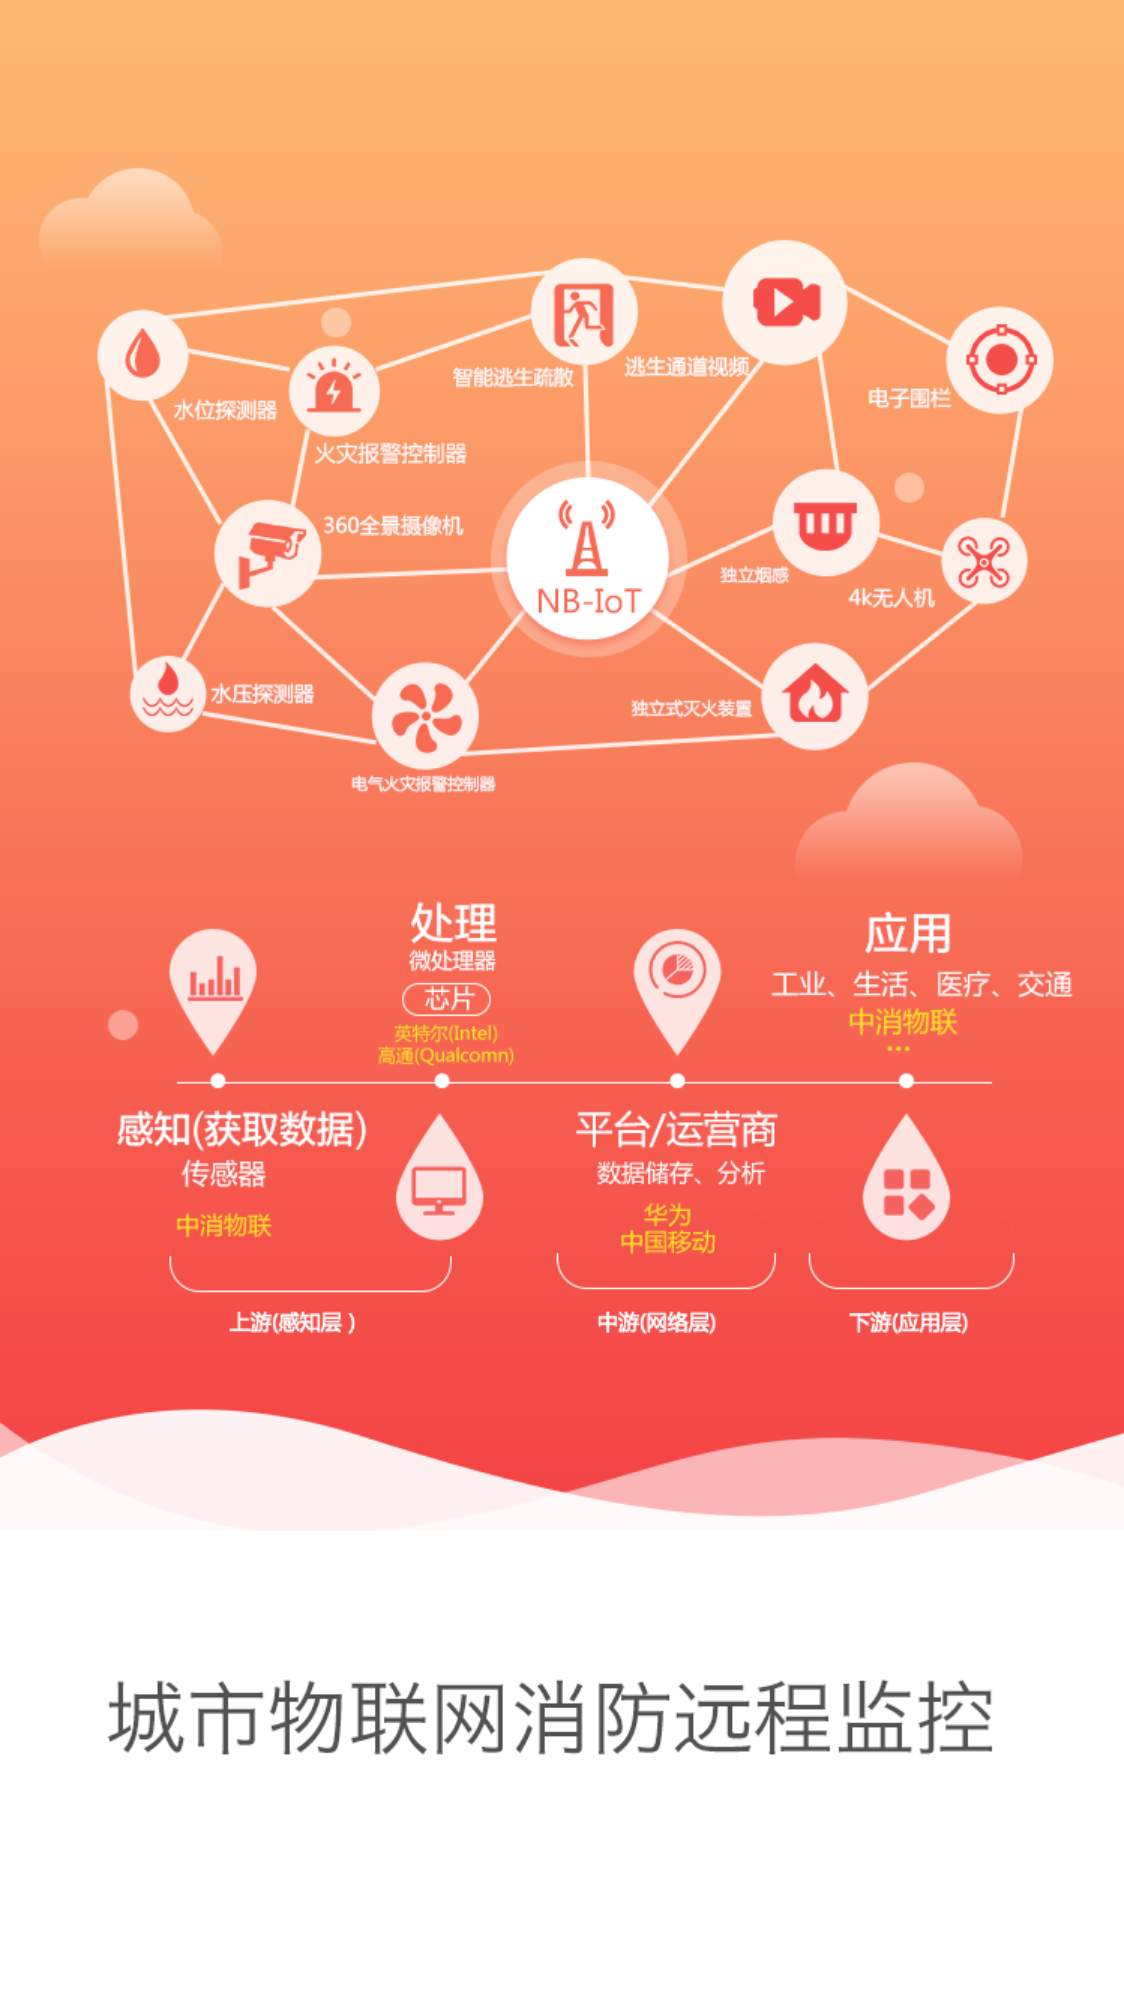 智能逃生疏散
逃生通道视频
电子围栏
水位探测器
火灾报警控制器
360全景摄像机
NB-IoT
独立烟感
4k无人机
水压探测器
独立式灭火装置
电气火灾报警控制器
处理
微处理器
芯片
英特尔(Intel)
高通(Qualcomn)
应用
工业、生活、医疗、交通
中消物联
...
感知(获取数据)
传感器
中消物联
平台/运营商
数据储存、分析
华为
中国移动
上游(感知层 )
中游(网络层)
下游(应用层)
城市物联网消防远程监控